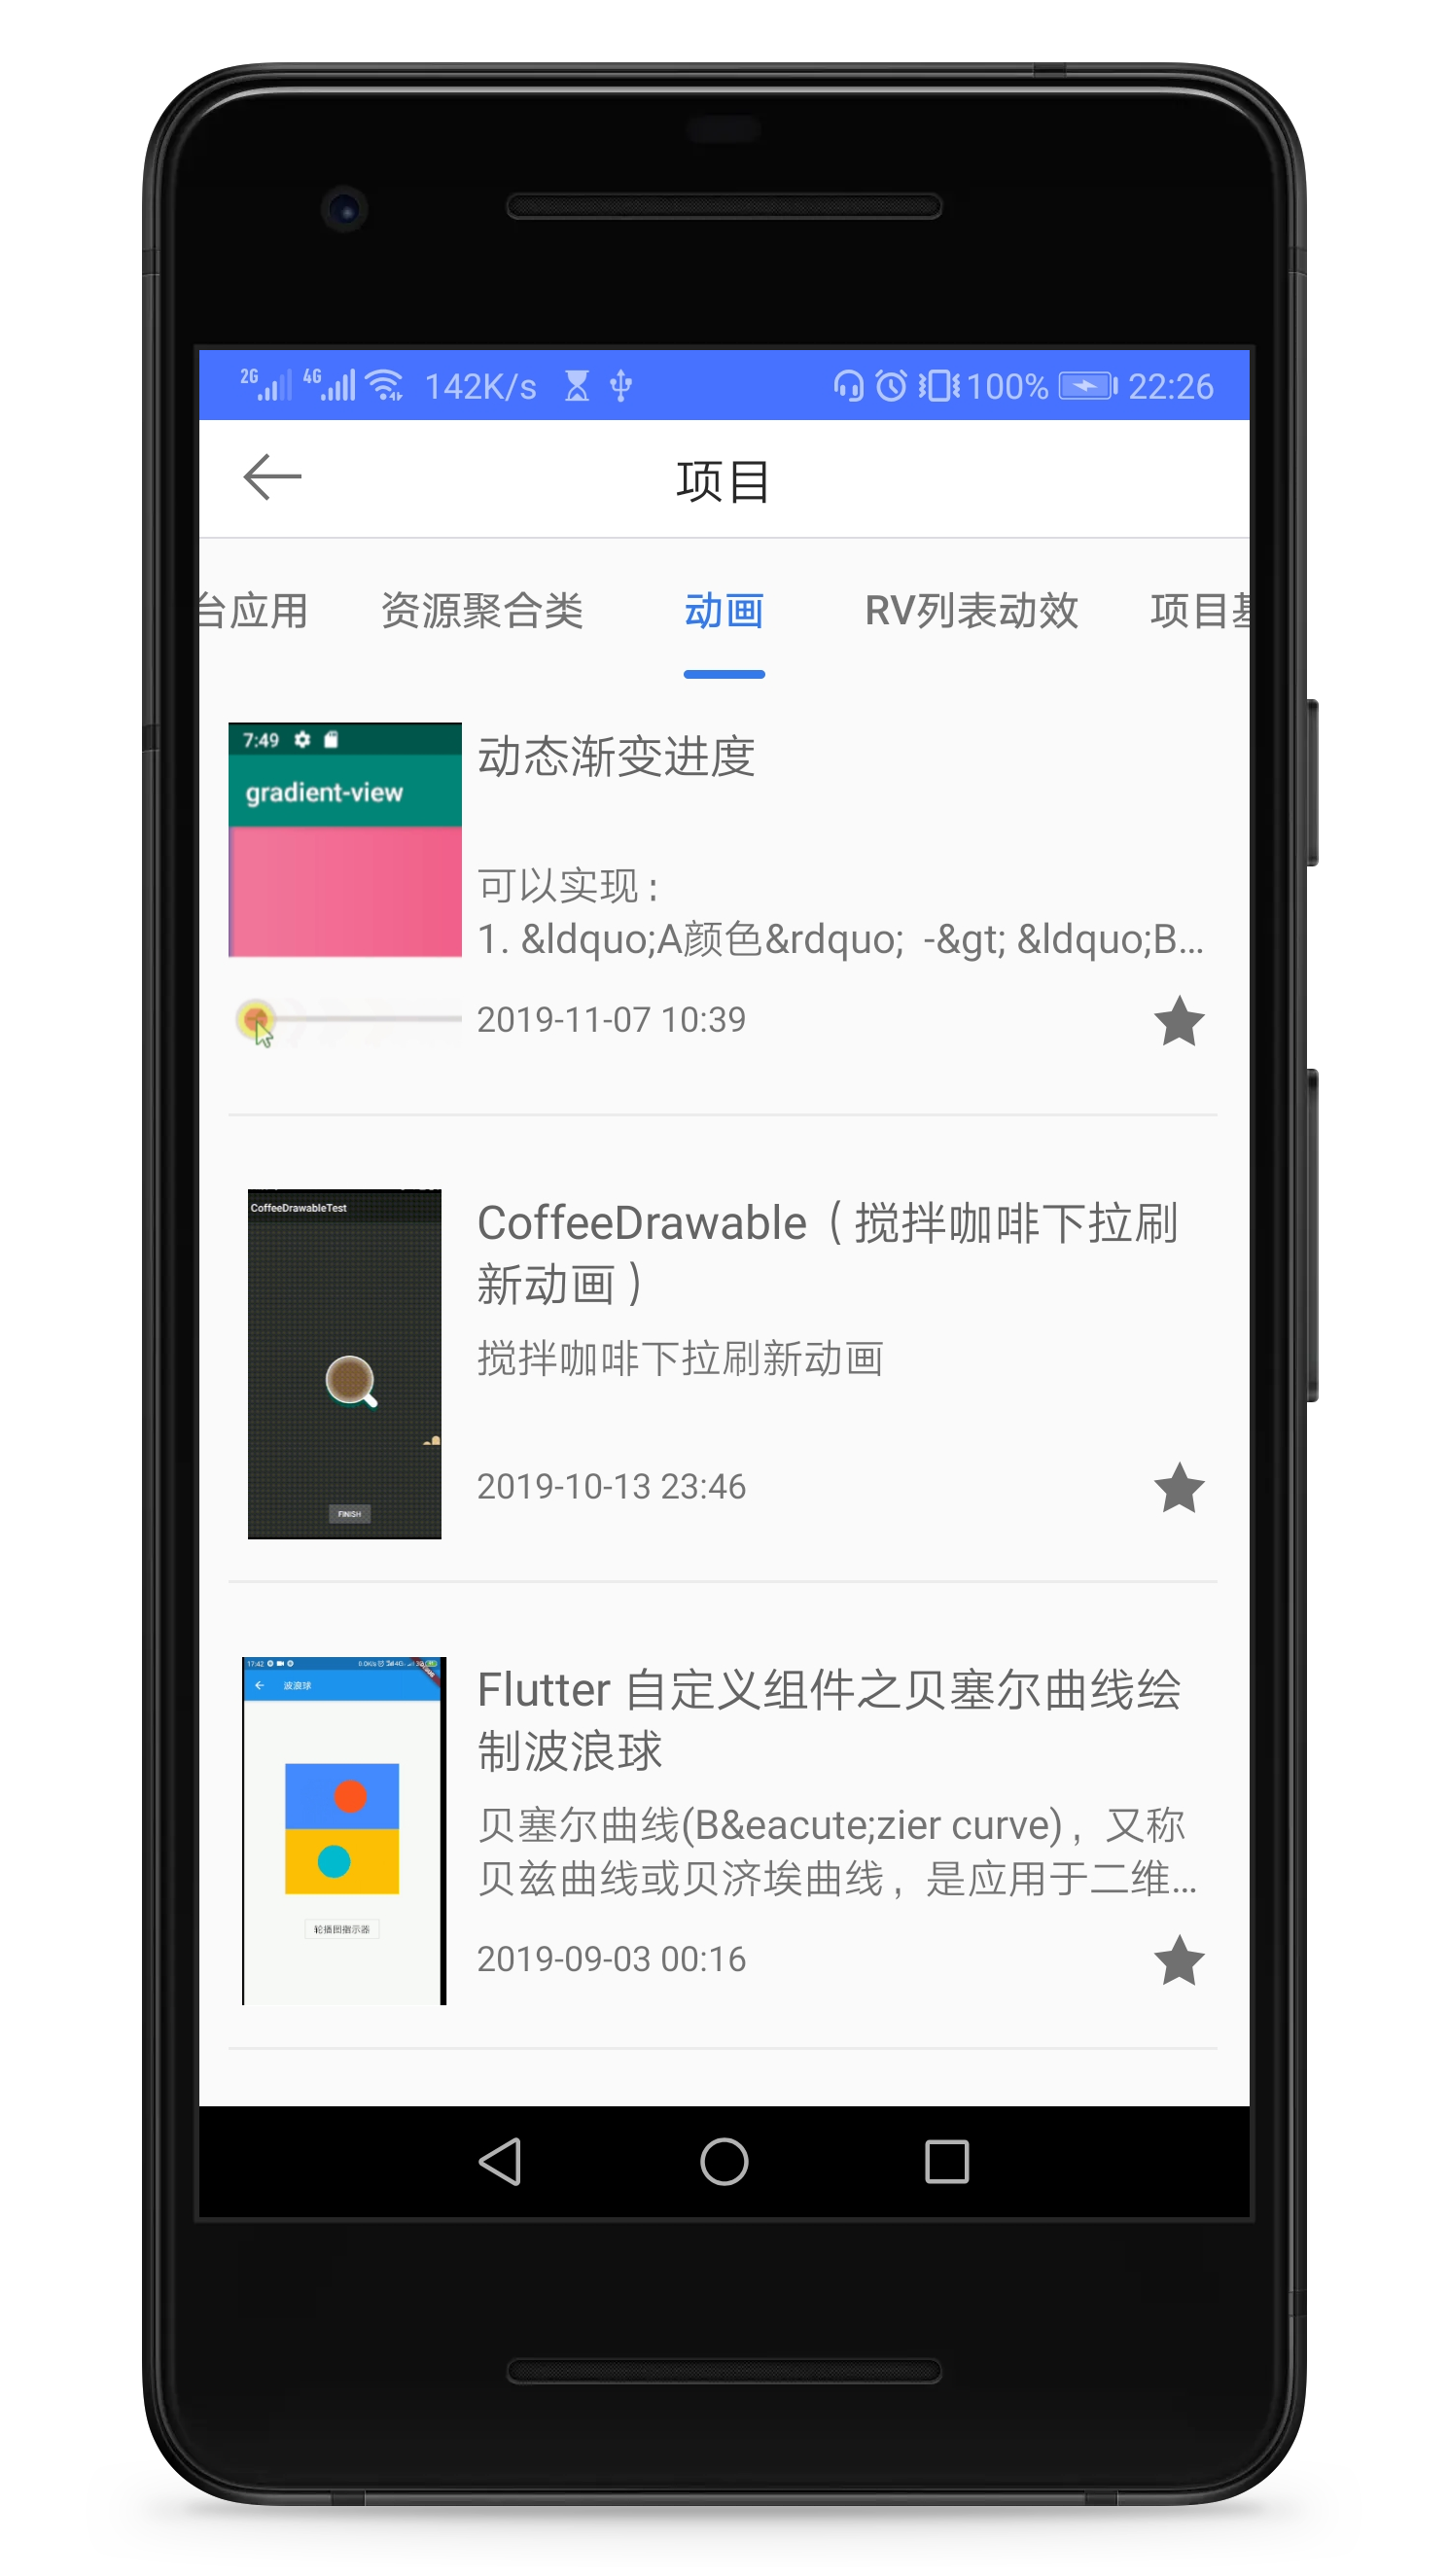 2G 4G 142K/s 100% 22:26
项目
台应用 资源聚合类 动画 RV列表动效 项目基
7:49
gradient-view
动态渐变进度
可以实现：
1. &ldquo;A颜色&rdquo; -&gt; &ldquo;B...
2019-11-07 10:39
CoffeeDrawableTest
CoffeeDrawable（搅拌咖啡下拉刷
新动画）
搅拌咖啡下拉刷新动画
FINISH
2019-10-13 23:46
17:42
波浪球
Flutter 自定义组件之贝塞尔曲线绘
制波浪球
贝塞尔曲线(B&eacute;zier curve)，又称
贝兹曲线或贝济埃曲线，是应用于二维...
轮播图指示器
2019-09-03 00:16